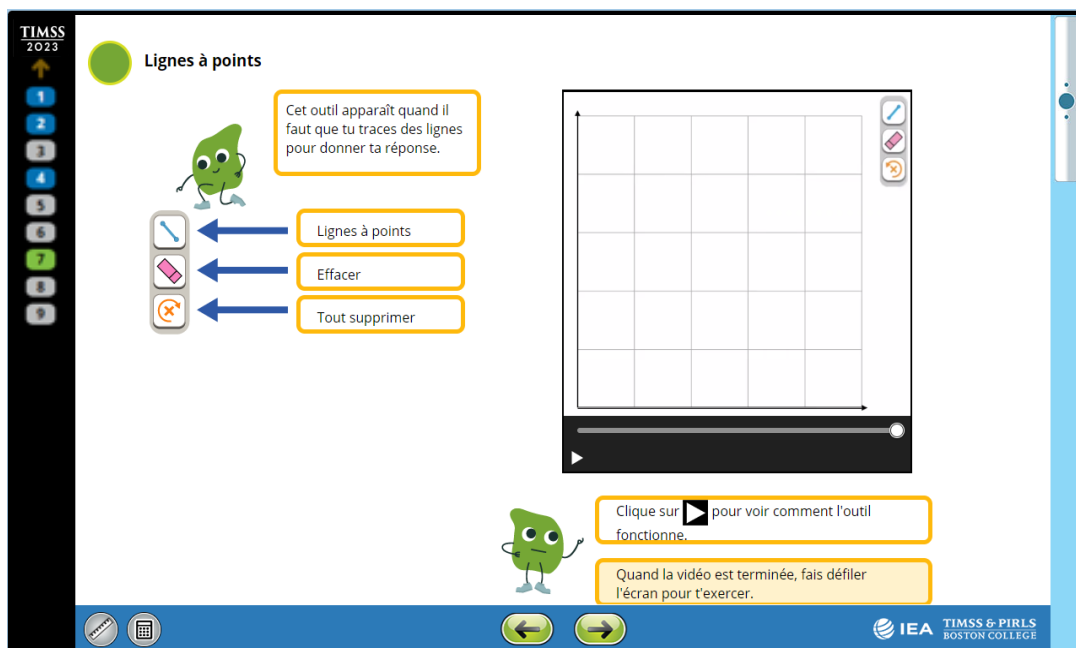 TIMSS
2023
1
2
3
4
5
6
7
8
9
Lignes à points
Cet outil apparaît quand il
faut que tu traces des lignes
pour donner ta réponse.
Lignes à points
Effacer
Tout supprimer
Clique sur pour voir comment l'outil
fonctionne.
Quand la vidéo est terminée, fais défiler
l'écran pour t'exercer.
IEA
TIMSS & PIRLS
BOSTON COLLEGE